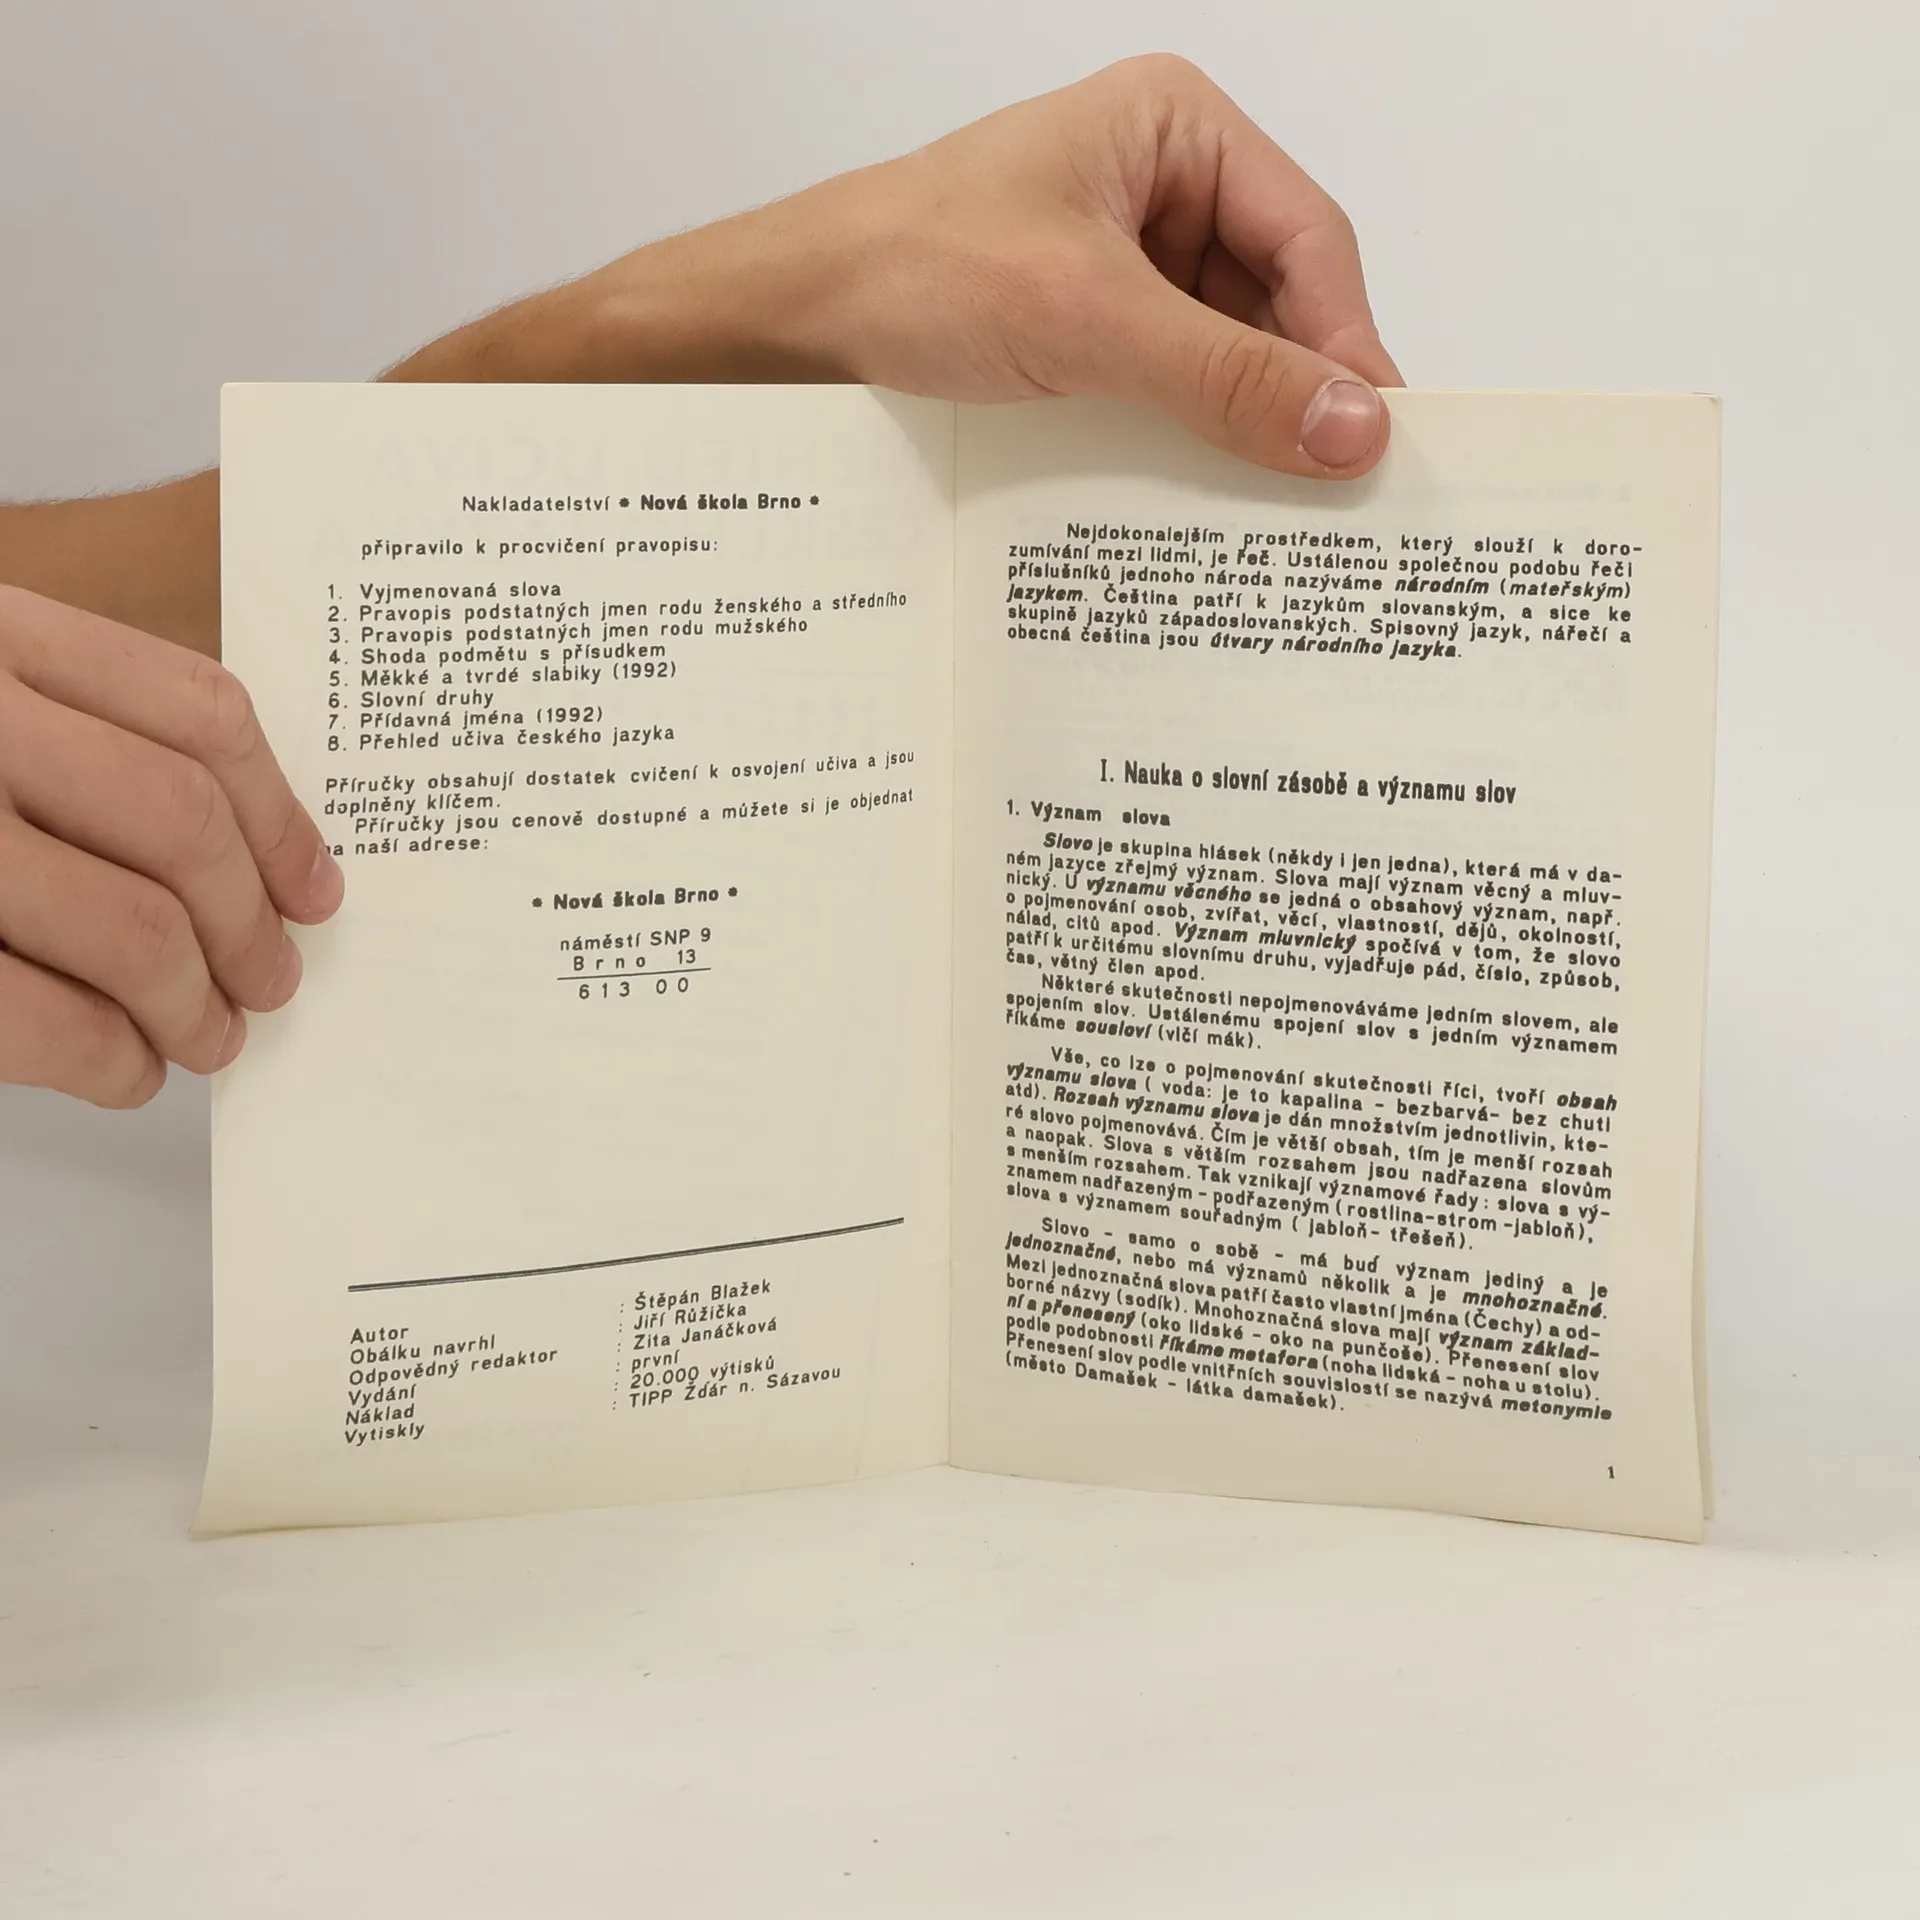 Nakladatelství * Nová škola Brno *
připravilo k procvičení pravopisu:
1. Vyjmenovaná slova
2. Pravopis podstatných jmen rodu ženského a středního
3. Pravopis podstatných jmen rodu mužského
4. Shoda podmětu s přísudkem
5. Měkké a tvrdé slabiky (1992)
6. Slovní druhy
7. Přídavná jména (1992)
8. Přehled učiva českého jazyka
Příručky obsahují dostatek cvičení k osvojení učiva a jsou
doplněny klíčem.
Příručky jsou cenově dostupné a můžete si je objednat
na naší adrese:
* Nová škola Brno *
náměstí SNP 9
Brno 13
613 00
Autor : Štěpán Blažek
Obálku navrhl : Jiří Růžička
Odpovědný redaktor : Zita Janáčková
Vydání : první
Náklad : 20.000 výtisků
Vytiskly : TIPP Žďár n. Sázavou
Nejdokonalejším prostředkem, který slouží k doro-
zumívání mezi lidmi, je řeč. Ustálenou společnou podobu řeči
příslušníků jednoho národa nazýváme národním (mateřským)
jazykem. Čeština patří k jazykům slovanským, a sice ke
skupině jazyků západoslovanských. Spisovný jazyk, nářečí a
obecná čeština jsou útvary národního jazyka.
I. Nauka o slovní zásobě a významu slov
1. Význam slova
Slovo je skupina hlásek (někdy i jen jedna), která má v da-
ném jazyce zřejmý význam. Slova mají význam věcný a mluv-
nický. U významu věcného se jedná o obsahový význam, např.
o pojmenování osob, zvířat, věcí, vlastností, dějů, okolností,
nálad, citů apod. Význam mluvnický spočívá v tom, že slovo
patří k určitému slovnímu druhu, vyjadřuje pád, číslo, způsob,
čas, větný člen apod.
Některé skutečnosti nepojmenováváme jedním slovem, ale
spojením slov. Ustálenému spojení slov s jedním významem
říkáme sousloví (vlčí mák).
Vše, co lze o pojmenování skutečnosti říci, tvoří obsah
významu slova ( voda: je to kapalina - bezbarvá- bez chuti
atd). Rozsah významu slova je dán množstvím jednotlivin, kte-
ré slovo pojmenovává. Čím je větší obsah, tím je menší rozsah
a naopak. Slova s větším rozsahem jsou nadřazena slovům
s menším rozsahem. Tak vznikají významové řady : slova s vý-
znamem nadřazeným - podřazeným ( rostlina-strom -jabloň),
slova s významem souřadným ( jabloň- třešeň).
Slovo - samo o sobě - má buď význam jediný a je
jednoznačné, nebo má významů několik a je mnohoznačné.
Mezi jednoznačná slova patří často vlastní jména (Čechy) a od-
borné názvy (sodík). Mnohoznačná slova mají význam základ-
ní a přenesený (oko lidské - oko na punčoše). Přenesení slov
podle podobnosti říkáme metafora (noha lidská - noha u stolu).
Přenesení slov podle vnitřních souvislostí se nazývá metonymie
(město Damašek - látka damašek).
1